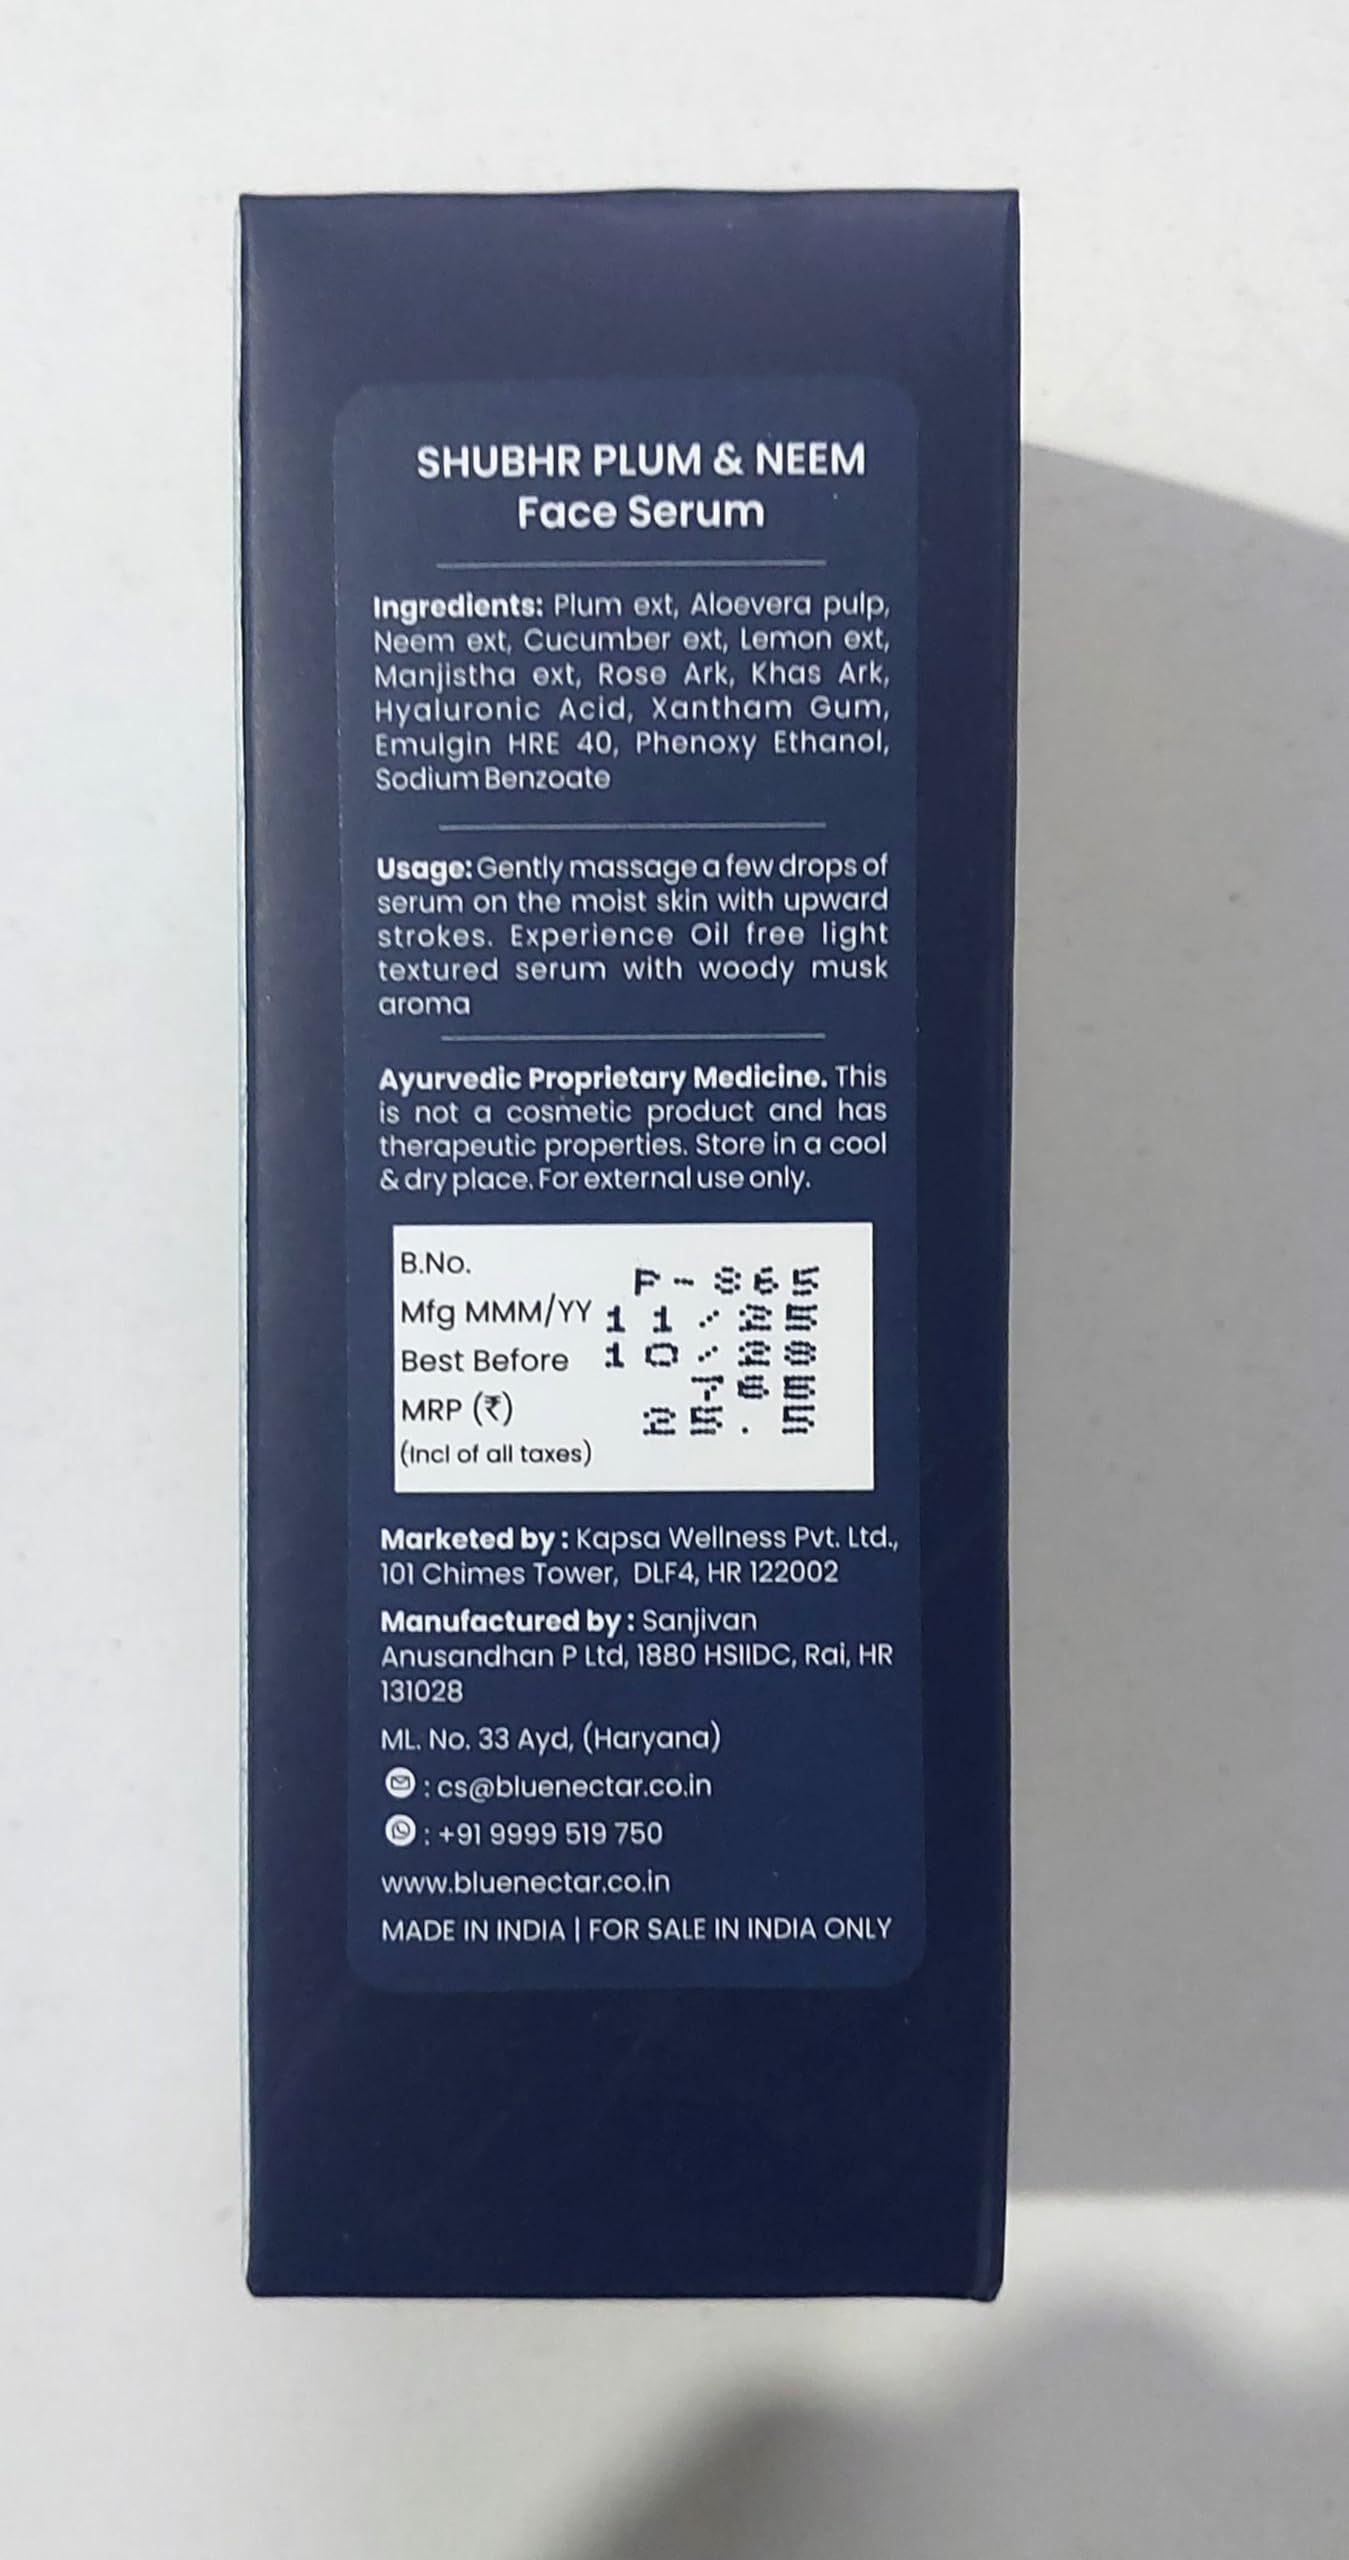 SHUBHR PLUM & NEEM
Face Serum
Ingredients: Plum ext, Aloevera pulp,
Neem ext, Cucumber ext, Lemon ext,
Manjistha ext, Rose Ark, Khas Ark,
Hyaluronic Acid, Xantham Gum,
Emulgin HRE 40, Phenoxy Ethanol,
Sodium Benzoate
Usage: Gently massage a few drops of
serum on the moist skin with upward
strokes. Experience Oil free light
textured serum with woody musk
aroma
Ayurvedic Proprietary Medicine. This
is not a cosmetic product and has
therapeutic properties. Store in a cool
& dry place. For external use only.
B.No.
Mfg MMM/YY 11/25
Best Before 10/28
MRP (₹)
(Incl of all taxes)
Marketed by : Kapsa Wellness Pvt. Ltd.,
101 Chimes Tower, DLF4, HR 122002
Manufactured by : Sanjivan
Anusandhan P Ltd, 1880 HSIIDC, Rai, HR
131028
ML. No. 33 Ayd, (Haryana)
: cs@bluenectar.co.in
: +91 9999 519 750
www.bluenectar.co.in
MADE IN INDIA | FOR SALE IN INDIA ONLY